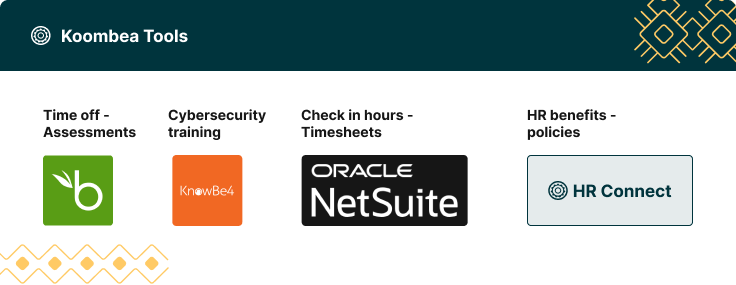 Koombea Tools
Time off -
Assessments
Cybersecurity
training
Check in hours -
Timesheets
HR benefits -
policies
b
KnowBe4
ORACLE
NetSuite
HR Connect